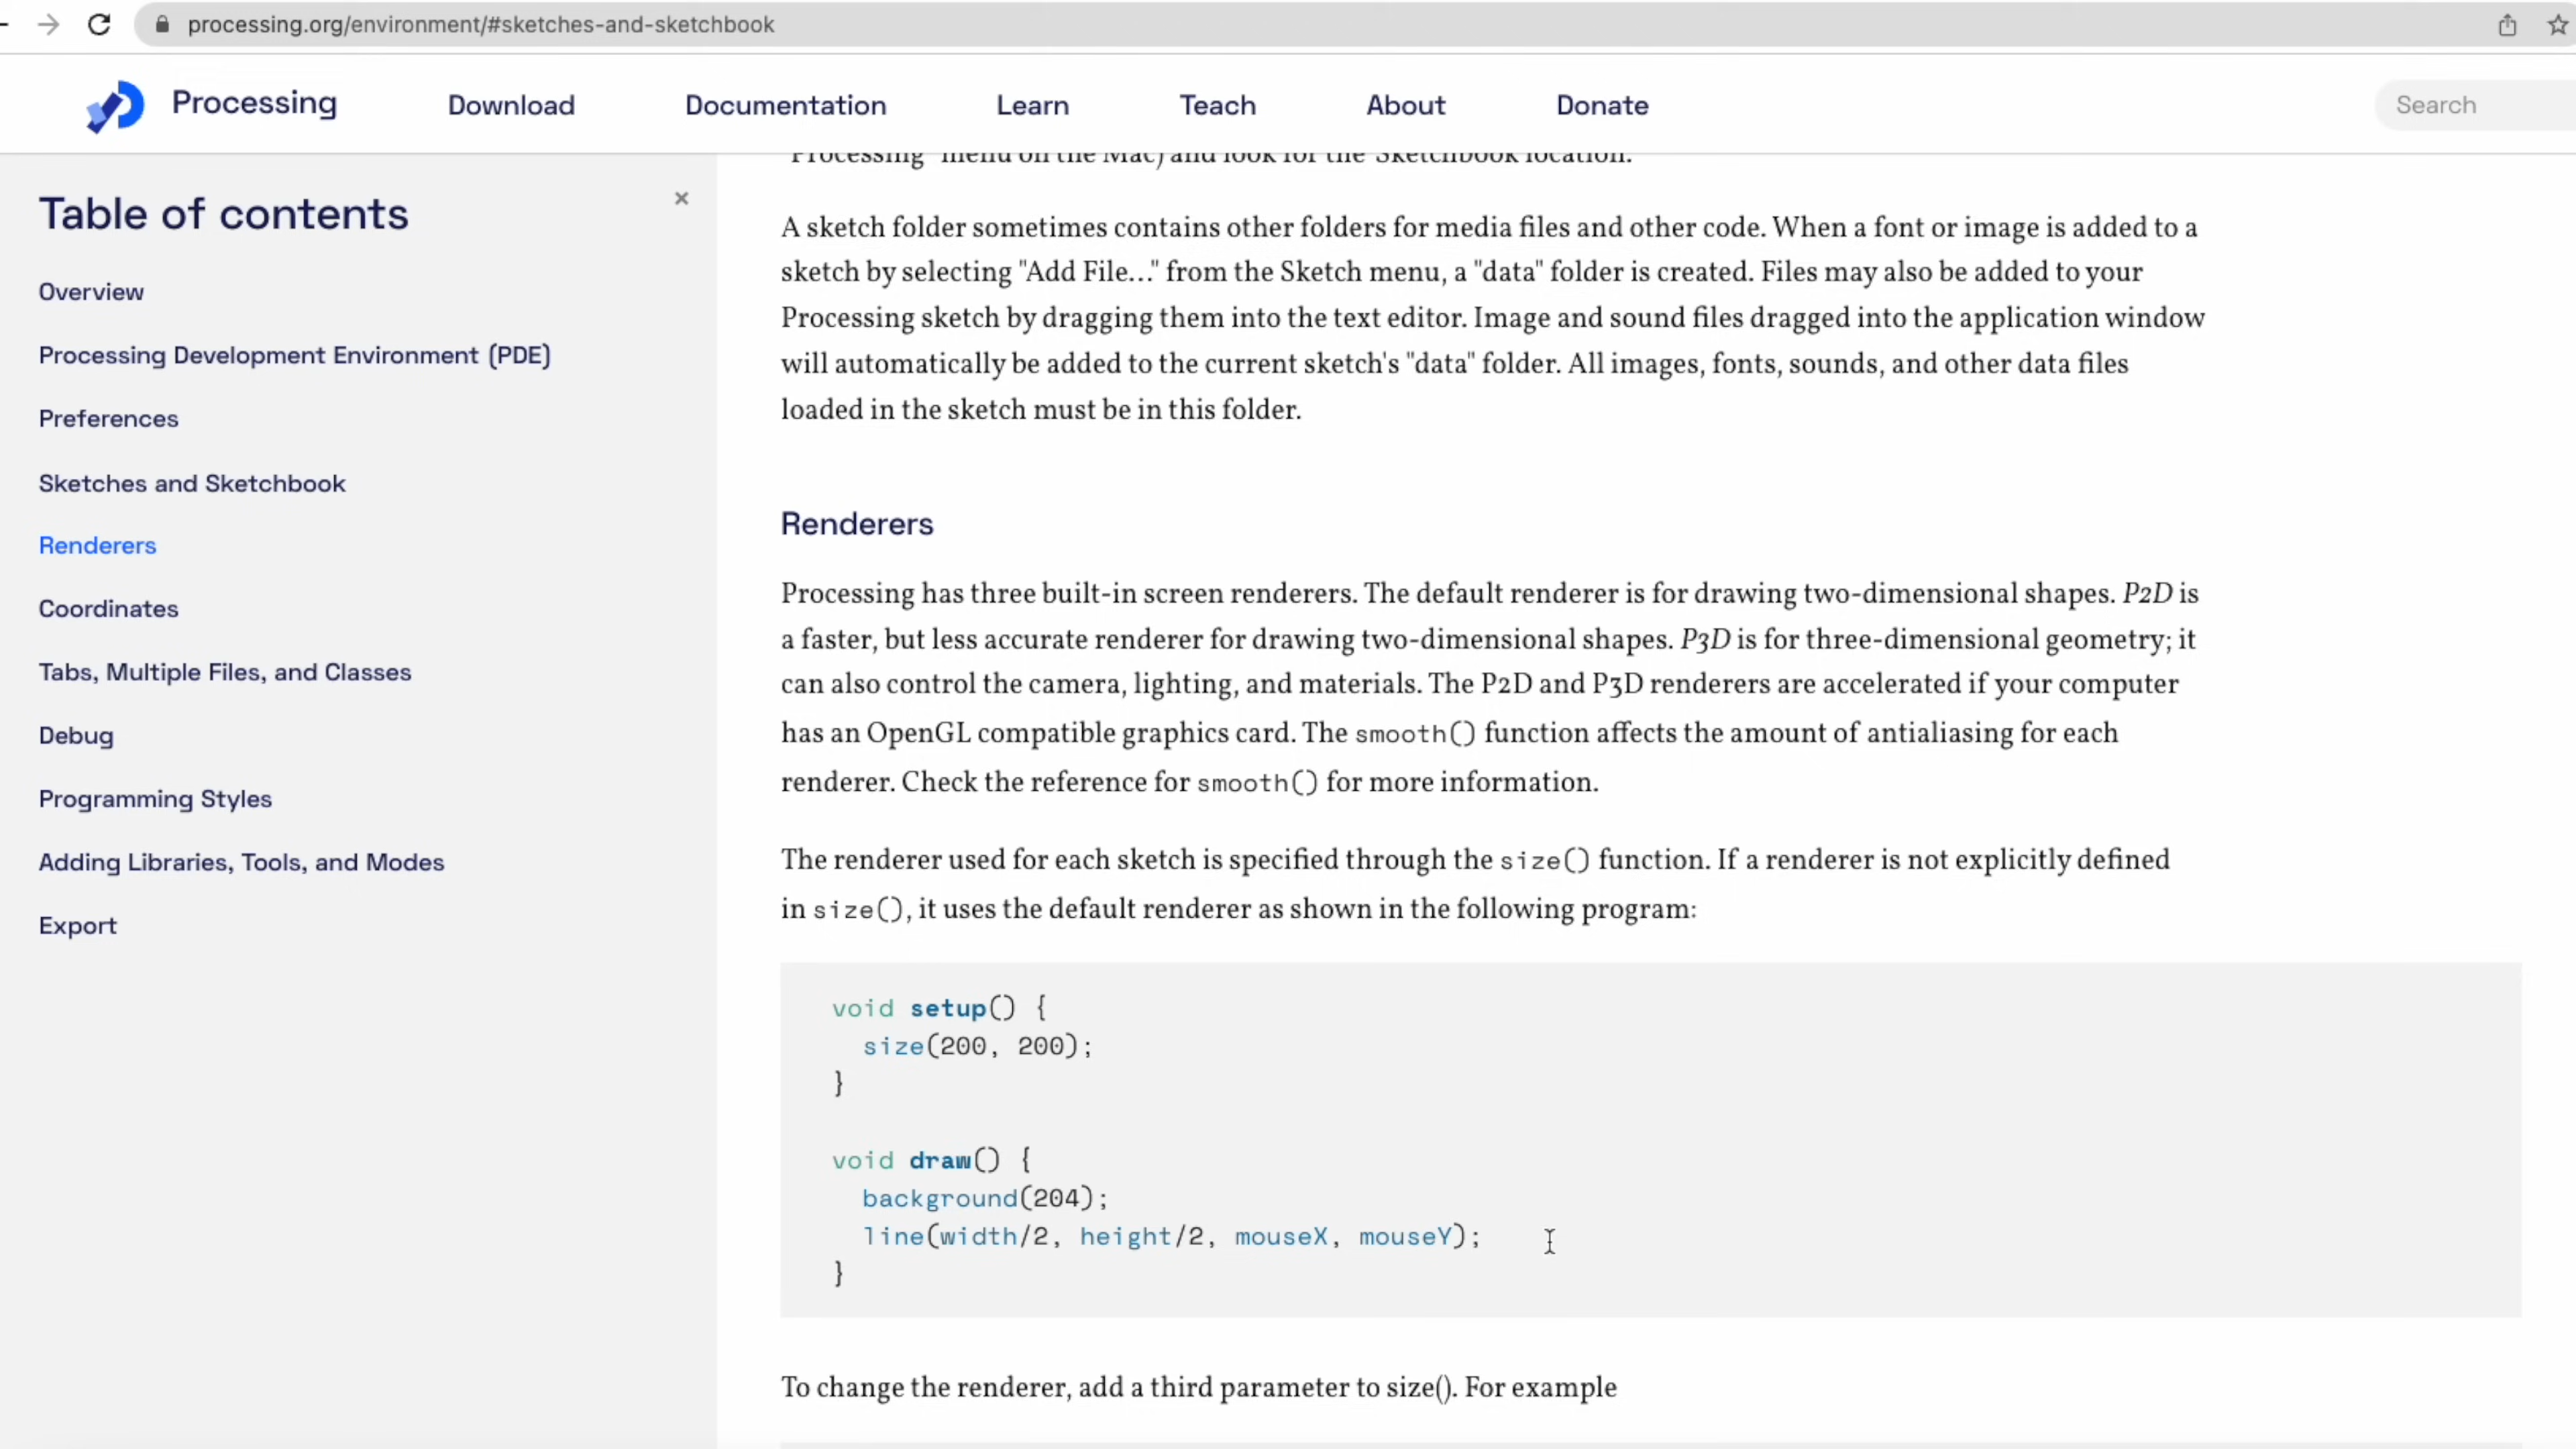 processing.org/environment/#sketches-and-sketchbook
Processing
Download
Documentation
Learn
Teach
About
Donate
Search
Table of contents
Overview
Processing Development Environment (PDE)
Preferences
Sketches and Sketchbook
Renderers
Coordinates
Tabs, Multiple Files, and Classes
Debug
Programming Styles
Adding Libraries, Tools, and Modes
Export
"Processing" menu on the Mac) and look for the "Sketchbook location."
A sketch folder sometimes contains other folders for media files and other code. When a font or image is added to a
sketch by selecting "Add File…" from the Sketch menu, a "data" folder is created. Files may also be added to your
Processing sketch by dragging them into the text editor. Image and sound files dragged into the application window
will automatically be added to the current sketch's "data" folder. All images, fonts, sounds, and other data files
loaded in the sketch must be in this folder.
Renderers
Processing has three built-in screen renderers. The default renderer is for drawing two-dimensional shapes. P2D is
a faster, but less accurate renderer for drawing two-dimensional shapes. P3D is for three-dimensional geometry; it
can also control the camera, lighting, and materials. The P2D and P3D renderers are accelerated if your computer
has an OpenGL compatible graphics card. The smooth() function affects the amount of antialiasing for each
renderer. Check the reference for smooth() for more information.
The renderer used for each sketch is specified through the size() function. If a renderer is not explicitly defined
in size(), it uses the default renderer as shown in the following program:
void setup() {
  size(200, 200);
}
void draw() {
  background(204);
  line(width/2, height/2, mouseX, mouseY);
}
To change the renderer, add a third parameter to size(). For example